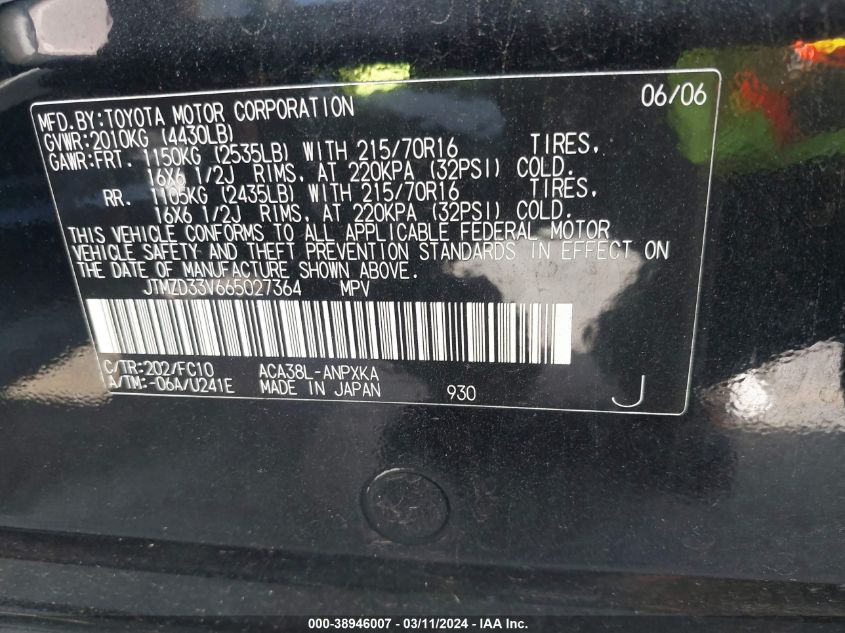 MFD.BY:TOYOTA MOTOR CORPORATION 06/06
GVWR:2010KG (4430LB)
GAWR:FRT. 1150KG (2535LB) WITH 215/70R16 TIRES,
16X6 1/2J RIMS, AT 220KPA (32PSI) COLD.
RR. 1105KG (2435LB) WITH 215/70R16 TIRES,
16X6 1/2J RIMS, AT 220KPA (32PSI) COLD.
THIS VEHICLE CONFORMS TO ALL APPLICABLE FEDERAL MOTOR
VEHICLE SAFETY AND THEFT PREVENTION STANDARDS IN EFFECT ON
THE DATE OF MANUFACTURE SHOWN ABOVE.
JTMZD33V665027364 MPV
C/TR:202/FC10 ACA38L-ANPXKA
A/TM:-06A/U241E MADE IN JAPAN 930 J
000-38946007 - 03/11/2024 - IAA Inc.